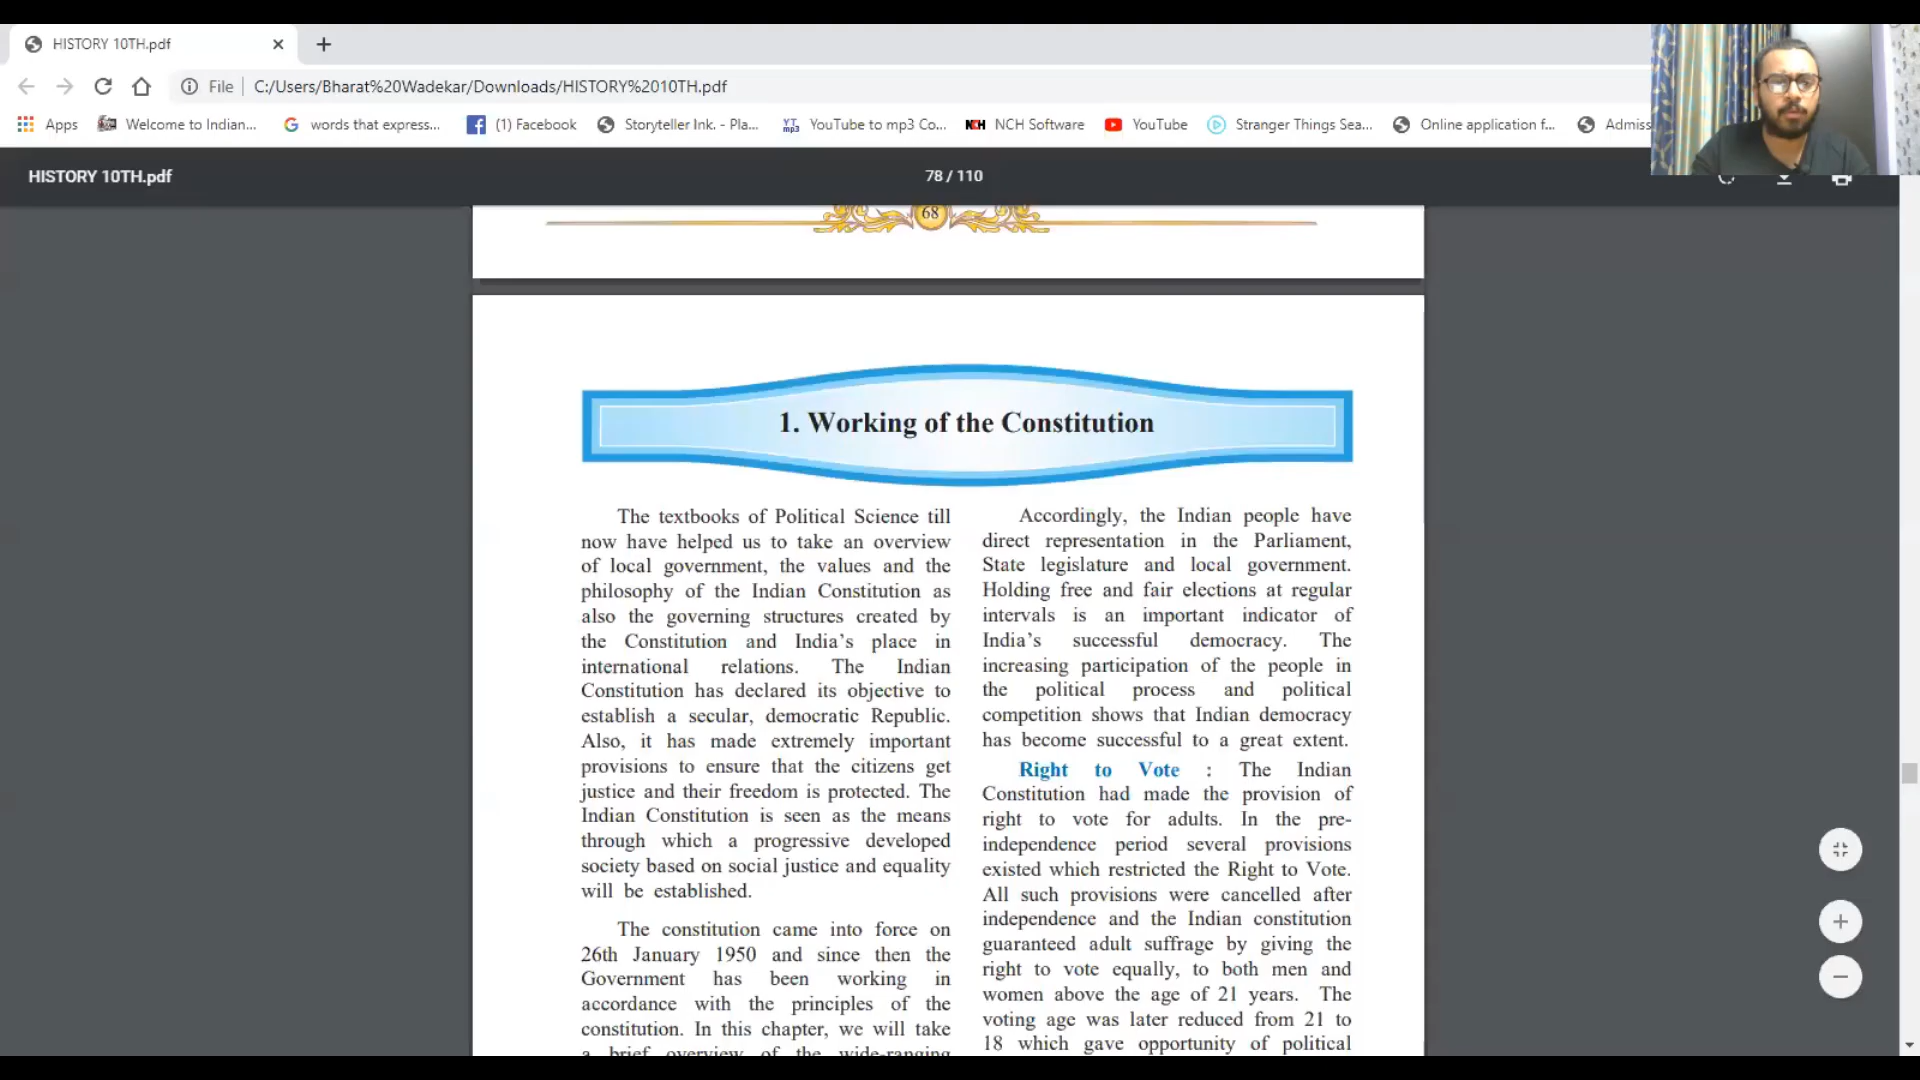 HISTORY 10TH.pdf
File
C:/Users/Bharat%20Wadekar/Downloads/HISTORY%2010TH.pdf
Apps
Welcome to Indian...
words that express...
(1) Facebook
Storyteller Ink. - Pla...
YouTube to mp3 Co...
NCH Software
YouTube
Stranger Things Sea...
Online application f...
Admiss
HISTORY 10TH.pdf
78 / 110
68
1. Working of the Constitution
The textbooks of Political Science till
now have helped us to take an overview
of local government, the values and the
philosophy of the Indian Constitution as
also the governing structures created by
the Constitution and India's place in
international relations. The Indian
Constitution has declared its objective to
establish a secular, democratic Republic.
Also, it has made extremely important
provisions to ensure that the citizens get
justice and their freedom is protected. The
Indian Constitution is seen as the means
through which a progressive developed
society based on social justice and equality
will be established.
The constitution came into force on
26th January 1950 and since then the
Government has been working in
accordance with the principles of the
constitution. In this chapter, we will take
a brief overview of the wide-ranging
Accordingly, the Indian people have
direct representation in the Parliament,
State legislature and local government.
Holding free and fair elections at regular
intervals is an important indicator of
India's successful democracy. The
increasing participation of the people in
the political process and political
competition shows that Indian democracy
has become successful to a great extent.
Right to Vote : The Indian
Constitution had made the provision of
right to vote for adults. In the pre-
independence period several provisions
existed which restricted the Right to Vote.
All such provisions were cancelled after
independence and the Indian constitution
guaranteed adult suffrage by giving the
right to vote equally, to both men and
women above the age of 21 years. The
voting age was later reduced from 21 to
18 which gave opportunity of political